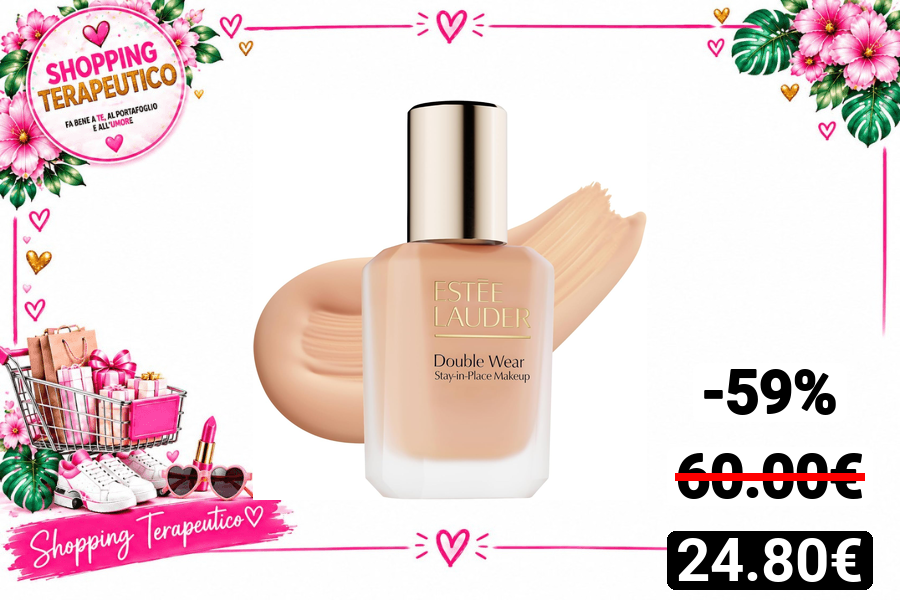 SHOPPING
TERAPEUTICO
FA BENE A TE, AL PORTAFOGLIO
E ALL'UMORE
ESTĒE
LAUDER
Double Wear
Stay-in-Place Makeup
-59%
60.00€
24.80€
Shopping Terapeutico